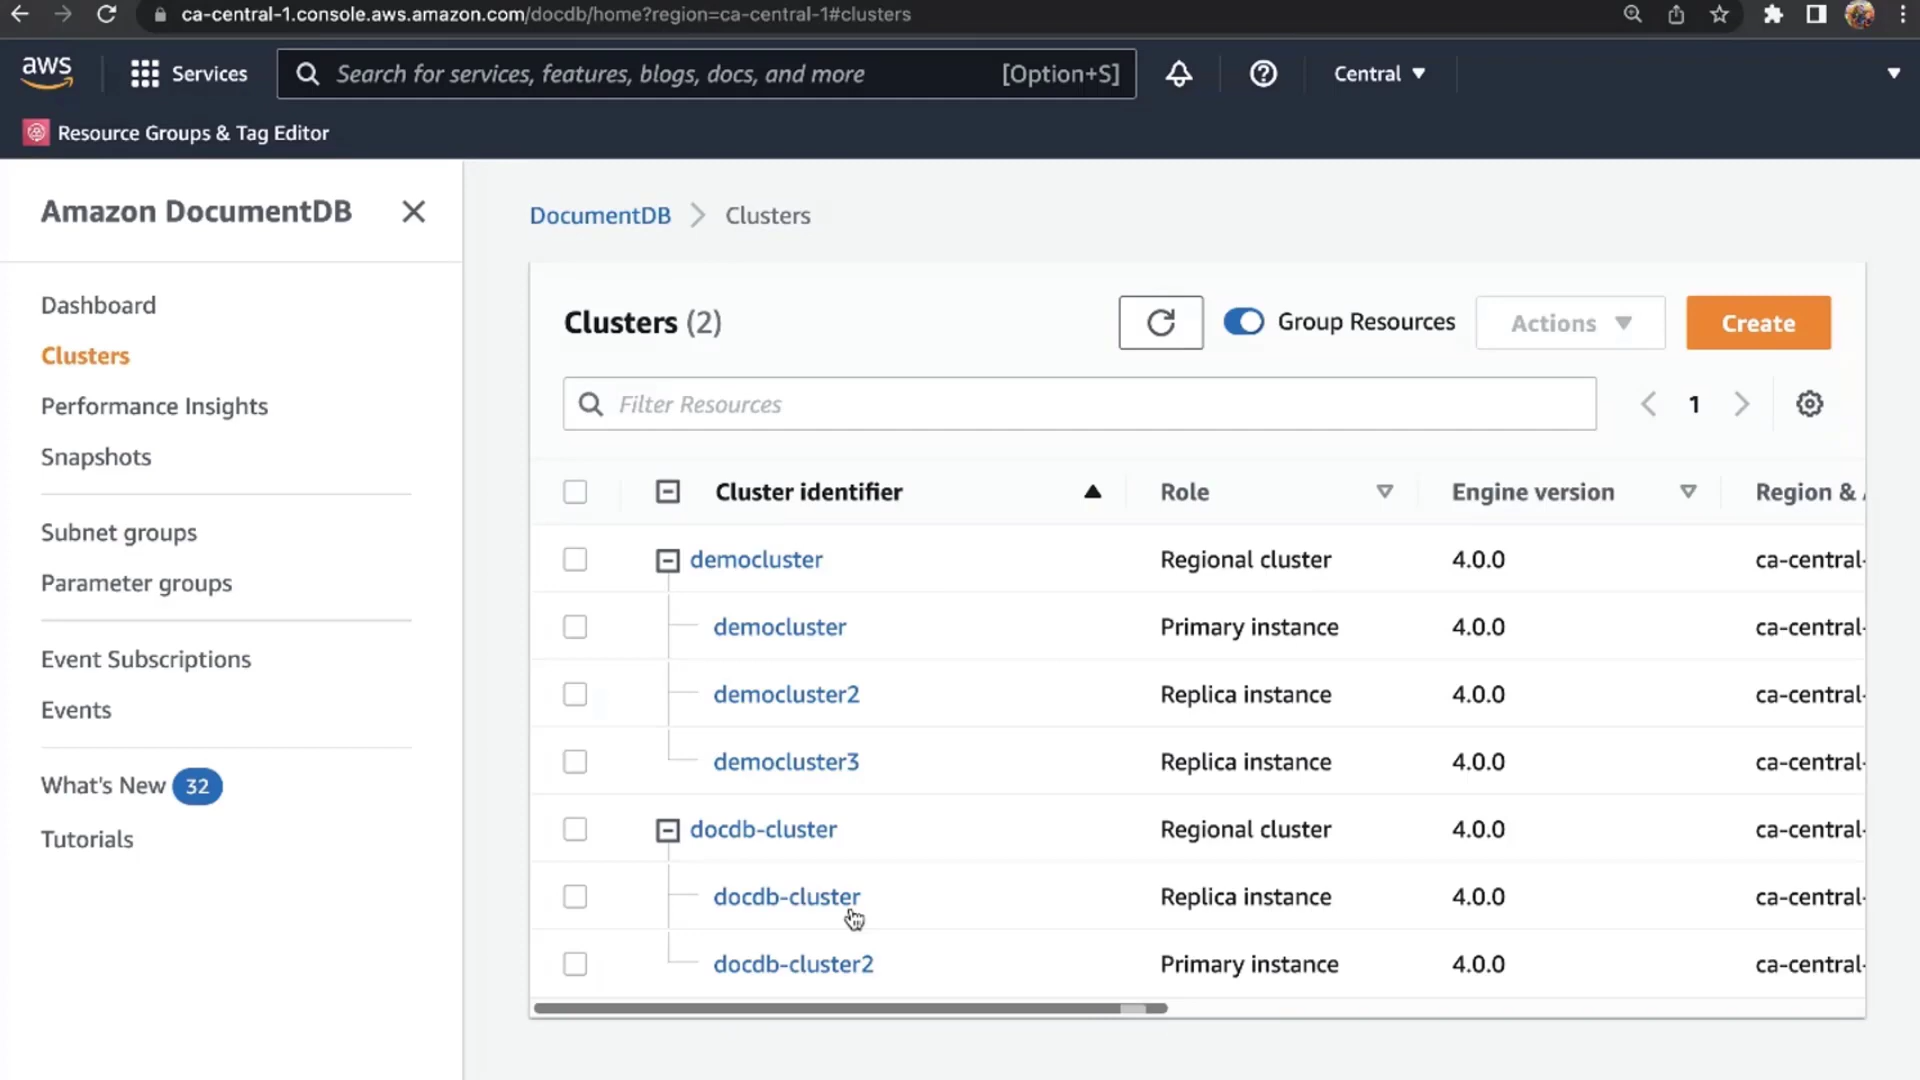 ca-central-1.console.aws.amazon.com/docdb/home?region=ca-central-1#clusters
aws
Services
Search for services, features, blogs, docs, and more
[Option+S]
Central
Resource Groups & Tag Editor
Amazon DocumentDB
Dashboard
Clusters
Performance Insights
Snapshots
Subnet groups
Parameter groups
Event Subscriptions
Events
What's New 32
Tutorials
DocumentDB > Clusters
Clusters (2)
Group Resources
Actions
Create
Filter Resources
1
Cluster identifier Role Engine version Region &
democluster Regional cluster 4.0.0 ca-central-
democluster Primary instance 4.0.0 ca-central-
democluster2 Replica instance 4.0.0 ca-central-
democluster3 Replica instance 4.0.0 ca-central-
docdb-cluster Regional cluster 4.0.0 ca-central-
docdb-cluster Replica instance 4.0.0 ca-central-
docdb-cluster2 Primary instance 4.0.0 ca-central-